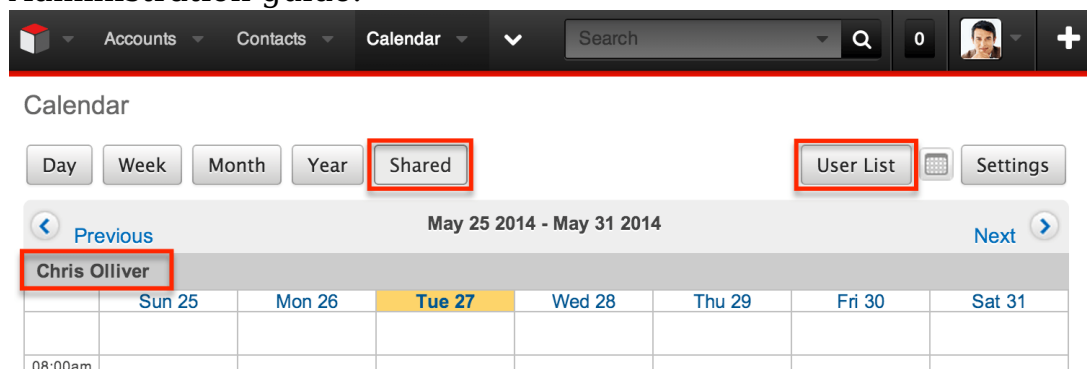 Administration guide.
Accounts Contacts Calendar Search 0
Calendar
Day Week Month Year Shared User List Settings
Previous May 25 2014 - May 31 2014 Next
Chris Olliver
Sun 25 Mon 26 Tue 27 Wed 28 Thu 29 Fri 30 Sat 31
08:00am